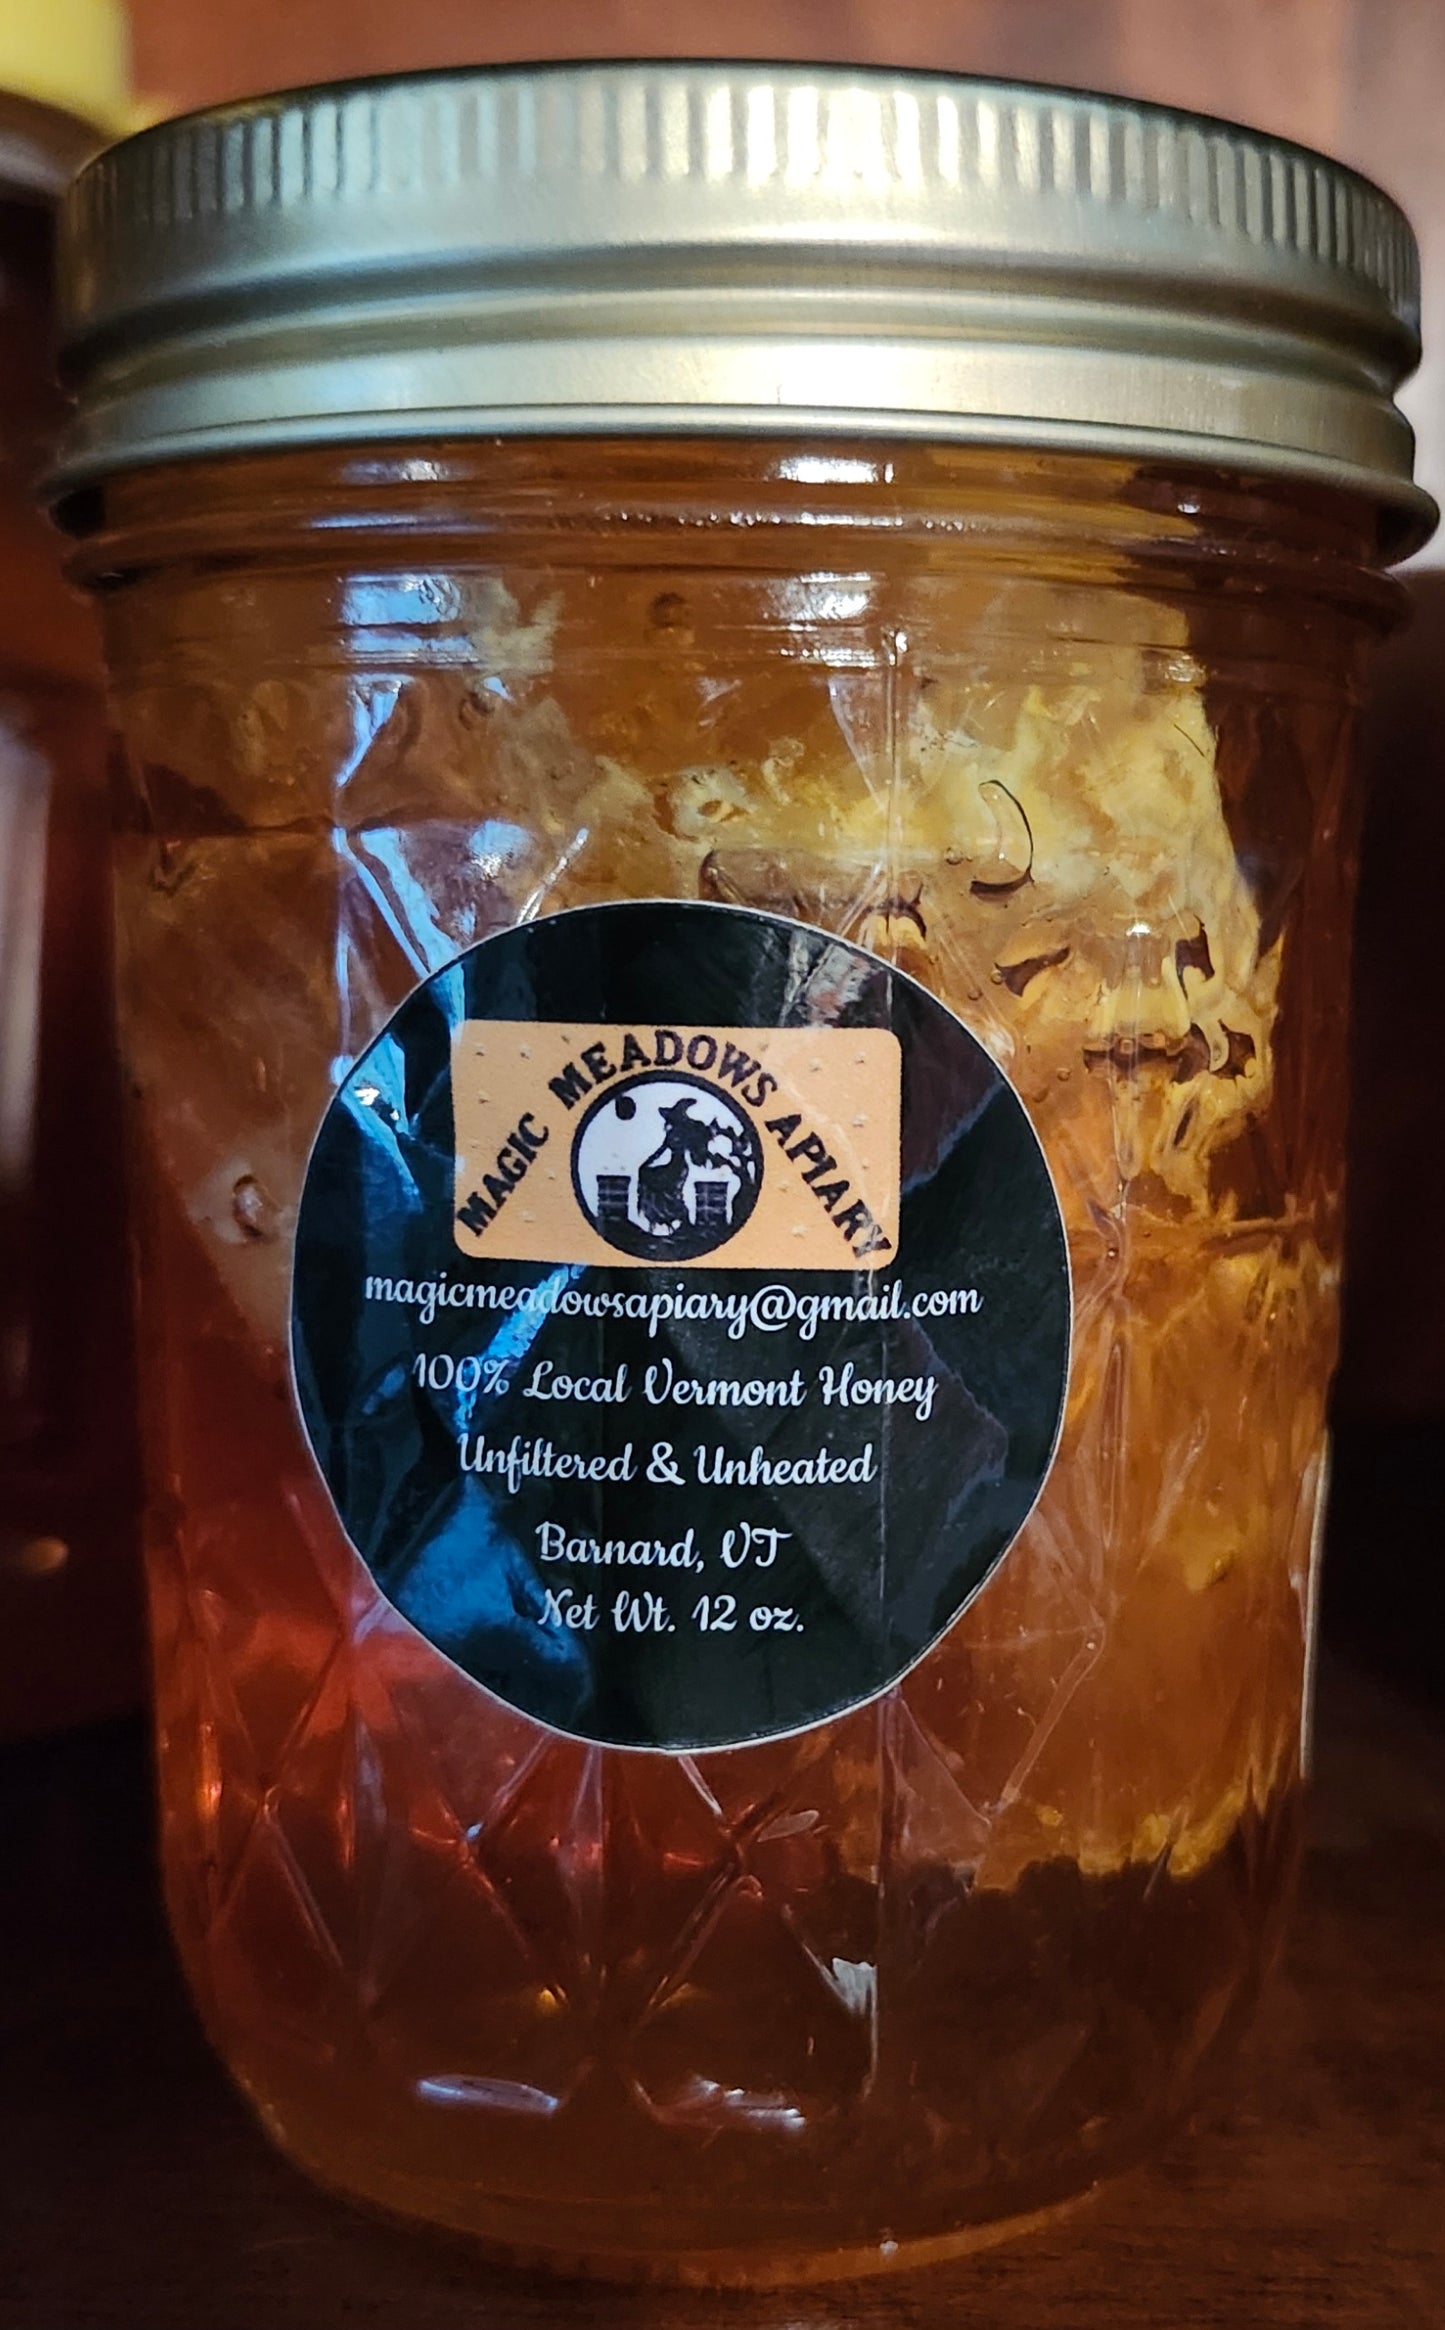 MAGIC MEADOWS APIARY
magicmeadowsapiary@gmail.com
100% Local Vermont Honey
Unfiltered & Unheated
Barnard, VT
Net Wt. 12 oz.